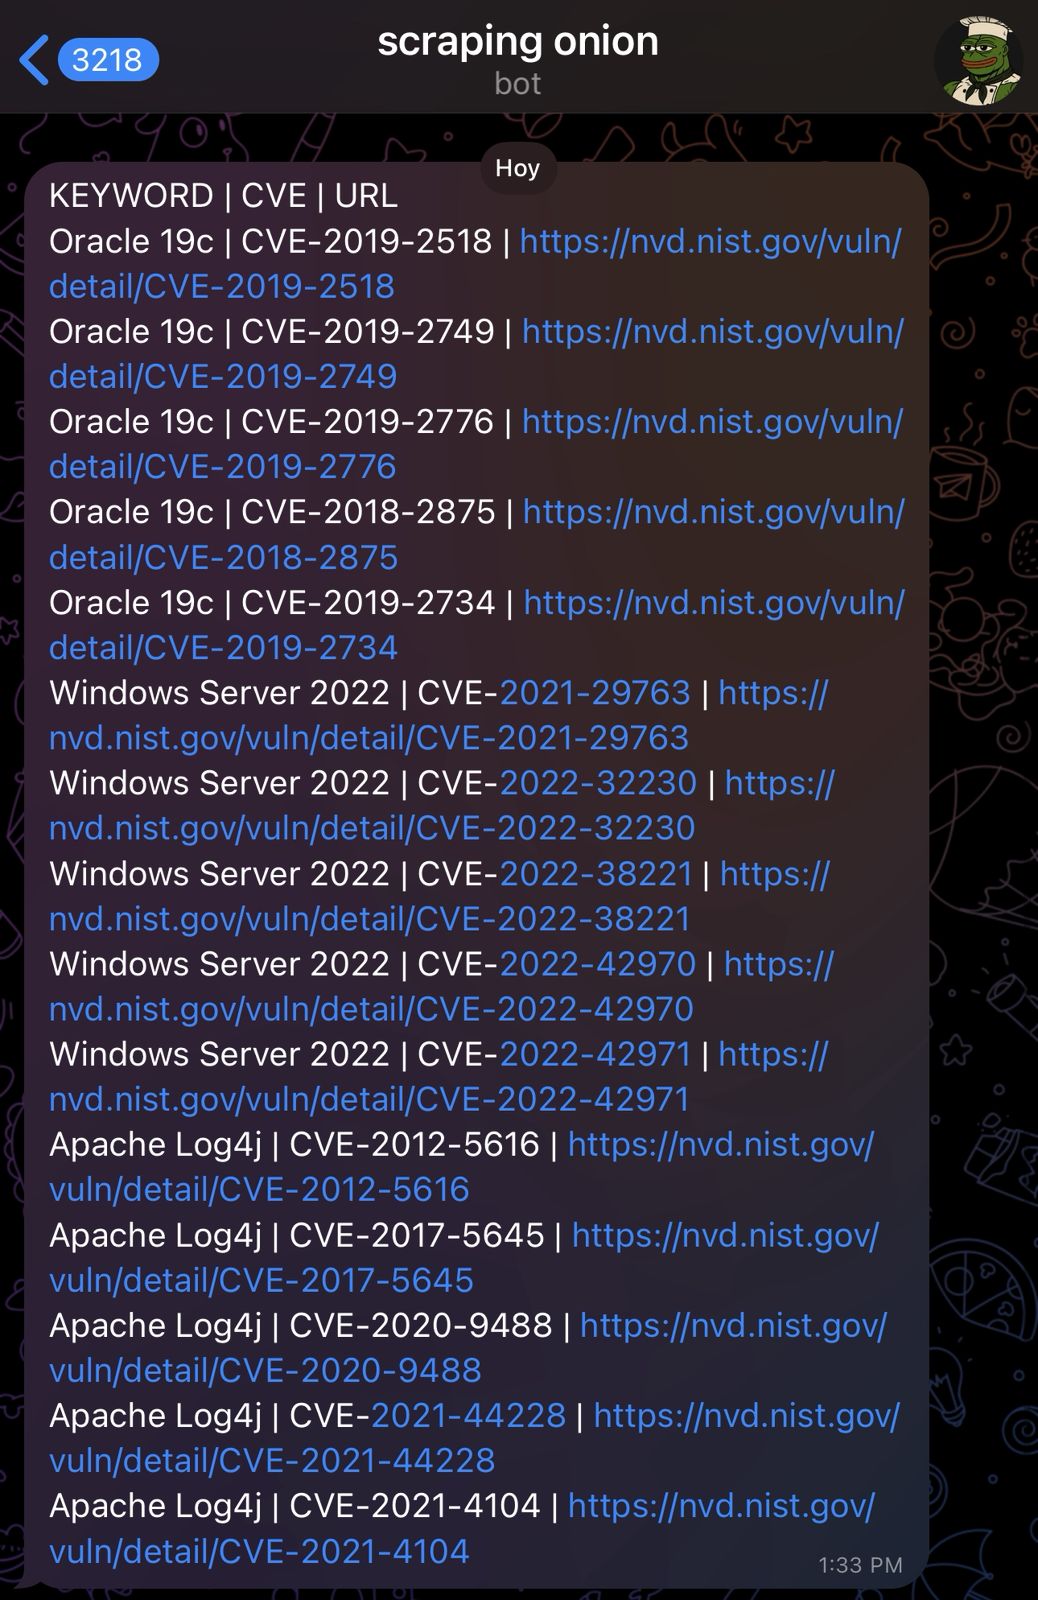 3218
scraping onion
bot
Hoy
KEYWORD | CVE | URL
Oracle 19c | CVE-2019-2518 | https://nvd.nist.gov/vuln/
detail/CVE-2019-2518
Oracle 19c | CVE-2019-2749 | https://nvd.nist.gov/vuln/
detail/CVE-2019-2749
Oracle 19c | CVE-2019-2776 | https://nvd.nist.gov/vuln/
detail/CVE-2019-2776
Oracle 19c | CVE-2018-2875 | https://nvd.nist.gov/vuln/
detail/CVE-2018-2875
Oracle 19c | CVE-2019-2734 | https://nvd.nist.gov/vuln/
detail/CVE-2019-2734
Windows Server 2022 | CVE-2021-29763 | https://
nvd.nist.gov/vuln/detail/CVE-2021-29763
Windows Server 2022 | CVE-2022-32230 | https://
nvd.nist.gov/vuln/detail/CVE-2022-32230
Windows Server 2022 | CVE-2022-38221 | https://
nvd.nist.gov/vuln/detail/CVE-2022-38221
Windows Server 2022 | CVE-2022-42970 | https://
nvd.nist.gov/vuln/detail/CVE-2022-42970
Windows Server 2022 | CVE-2022-42971 | https://
nvd.nist.gov/vuln/detail/CVE-2022-42971
Apache Log4j | CVE-2012-5616 | https://nvd.nist.gov/
vuln/detail/CVE-2012-5616
Apache Log4j | CVE-2017-5645 | https://nvd.nist.gov/
vuln/detail/CVE-2017-5645
Apache Log4j | CVE-2020-9488 | https://nvd.nist.gov/
vuln/detail/CVE-2020-9488
Apache Log4j | CVE-2021-44228 | https://nvd.nist.gov/
vuln/detail/CVE-2021-44228
Apache Log4j | CVE-2021-4104 | https://nvd.nist.gov/
vuln/detail/CVE-2021-4104
1:33 PM